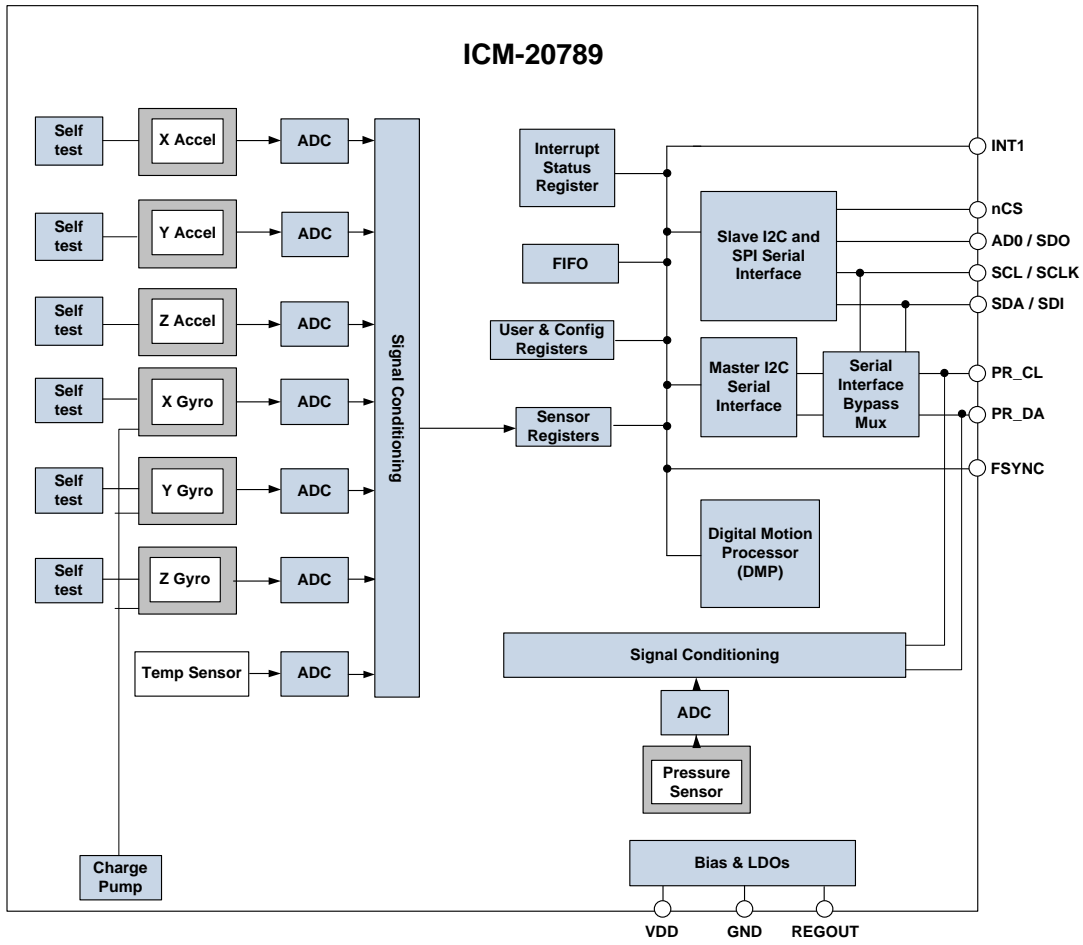 ICM-20789
Self
test
X Accel
ADC
Self
test
Y Accel
ADC
Self
test
Z Accel
ADC
Self
test
X Gyro
ADC
Self
test
Y Gyro
ADC
Self
test
Z Gyro
ADC
Temp Sensor
ADC
Charge
Pump
Signal Conditioning
Interrupt
Status
Register
FIFO
User & Config
Registers
Sensor
Registers
Slave I2C and
SPI Serial
Interface
Master I2C
Serial
Interface
Serial
Interface
Bypass
Mux
Digital Motion
Processor
(DMP)
Signal Conditioning
ADC
Pressure
Sensor
Bias & LDOs
INT1
nCS
AD0 / SDO
SCL / SCLK
SDA / SDI
PR_CL
PR_DA
FSYNC
VDD
GND
REGOUT